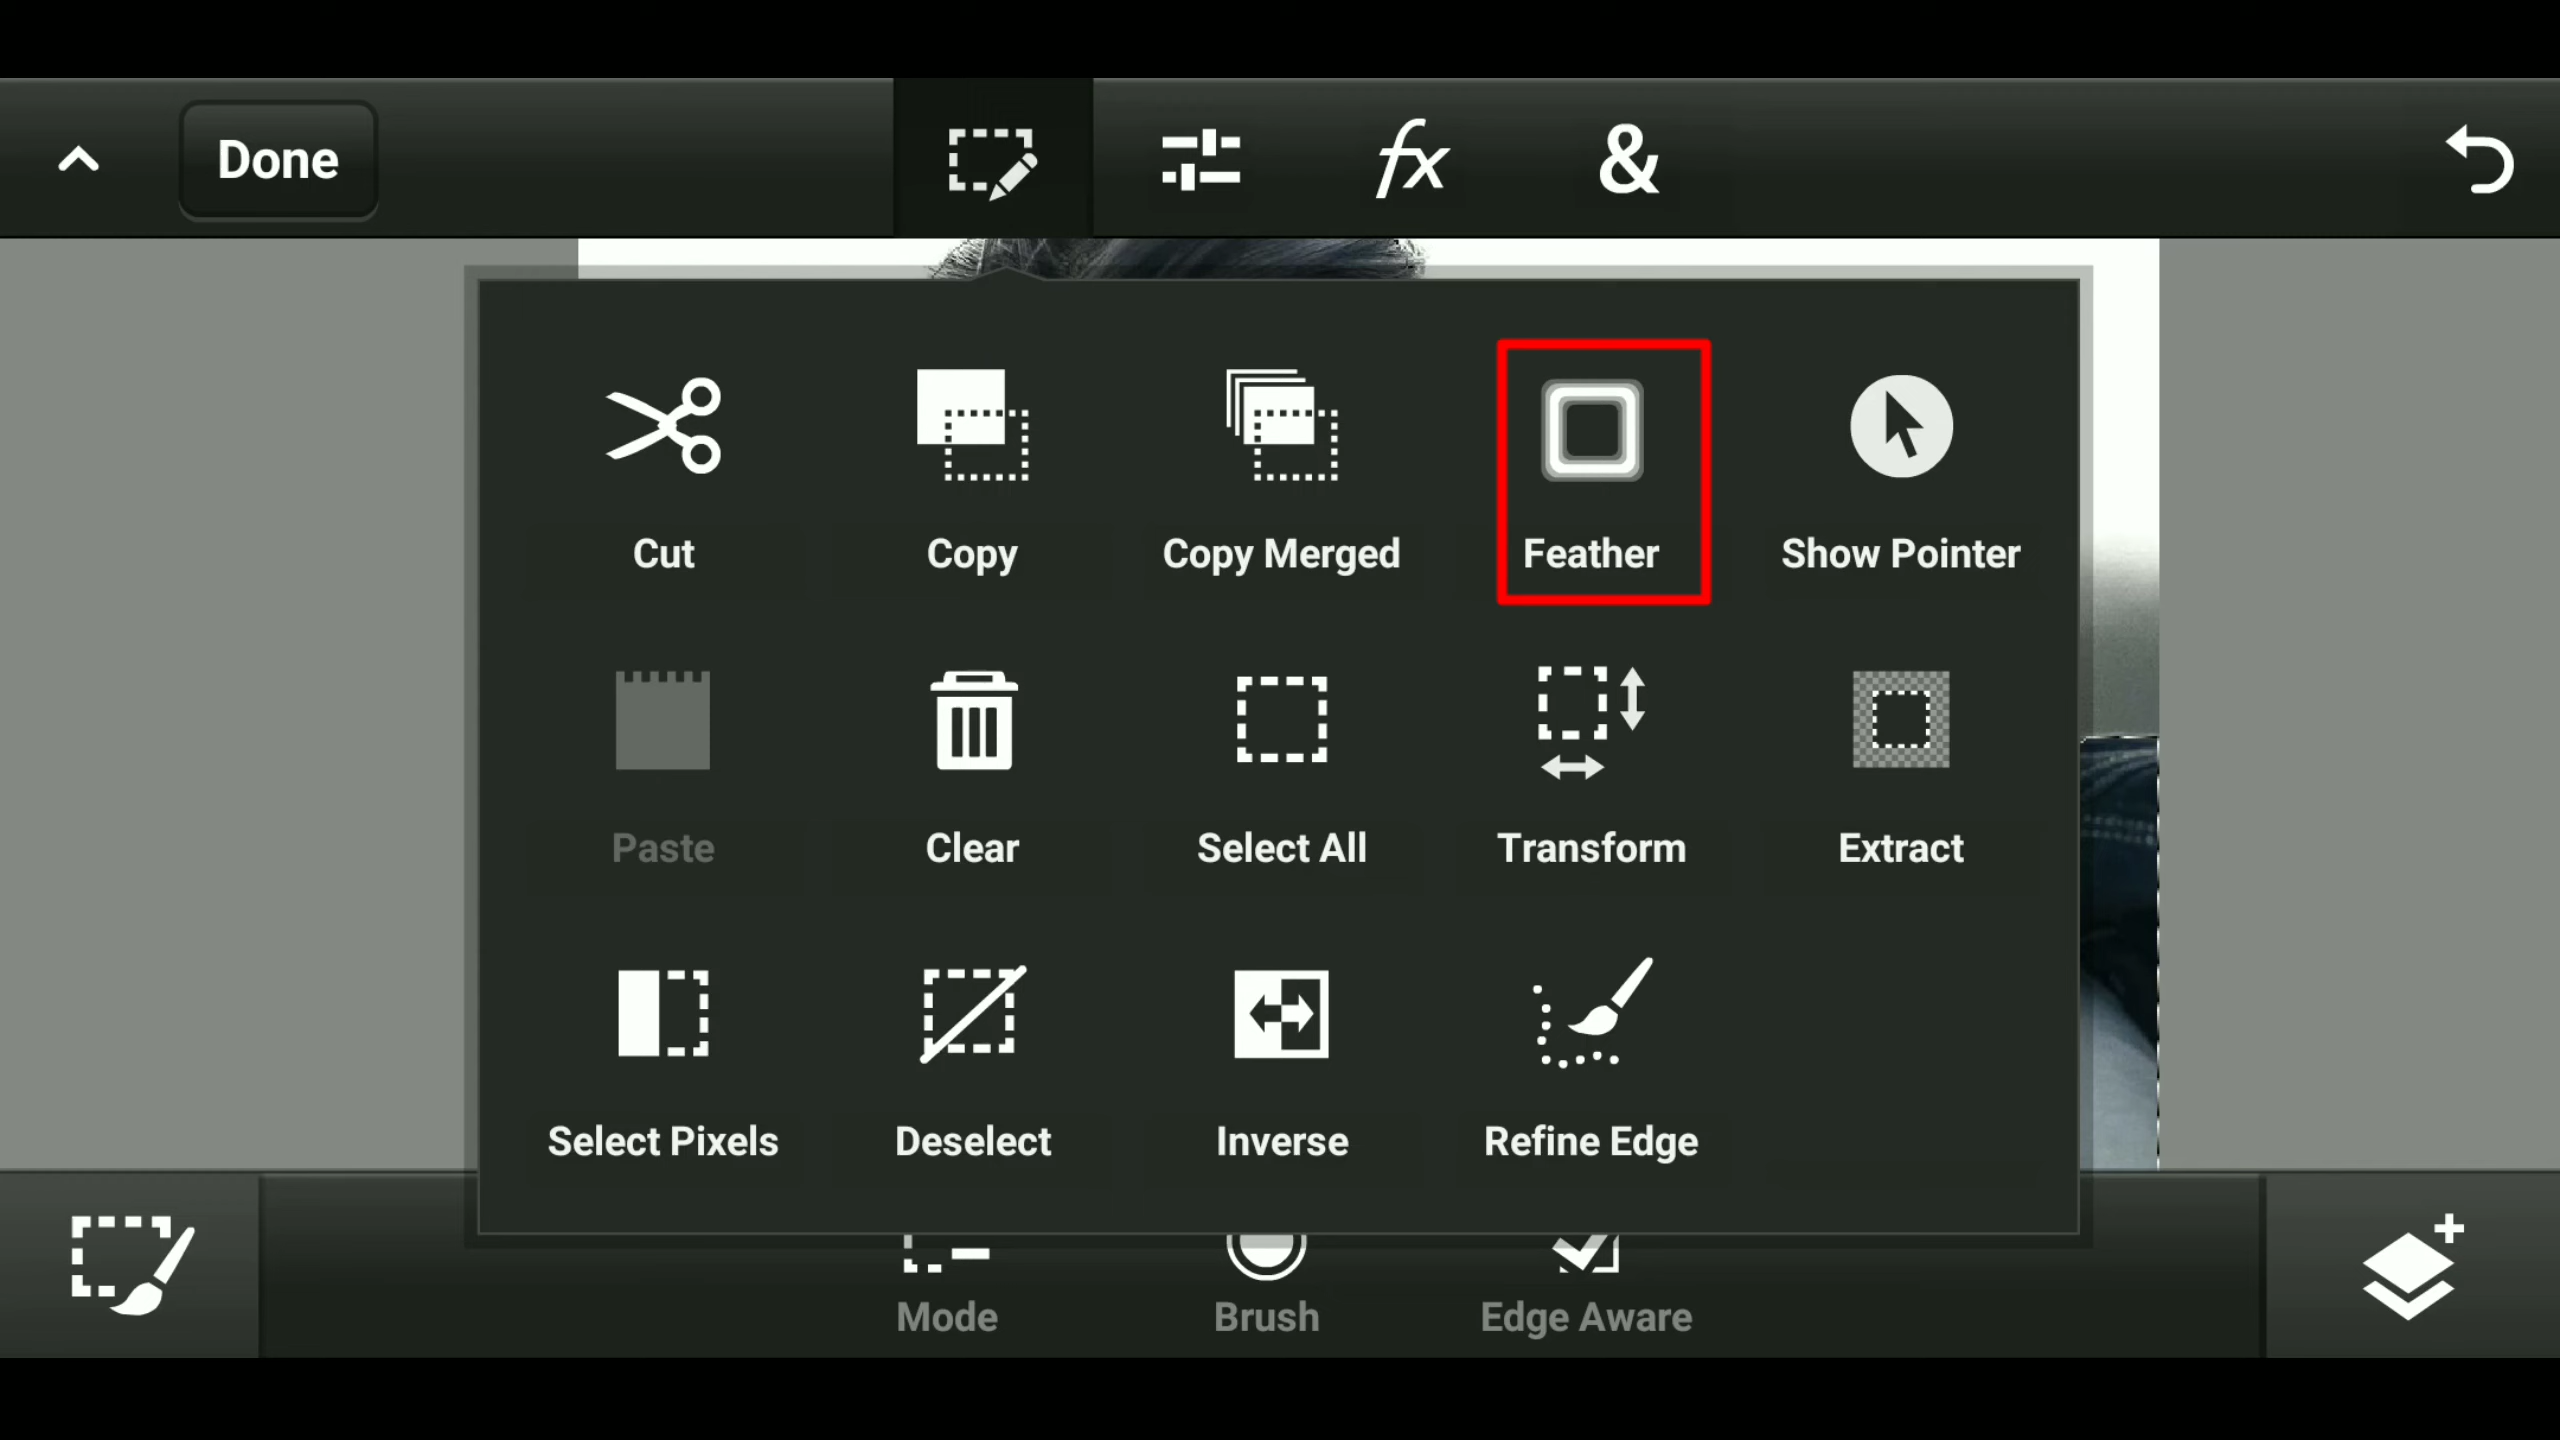 Done
fx
&
Cut
Copy
Copy Merged
Feather
Show Pointer
Paste
Clear
Select All
Transform
Extract
Select Pixels
Deselect
Inverse
Refine Edge
Mode
Brush
Edge Aware